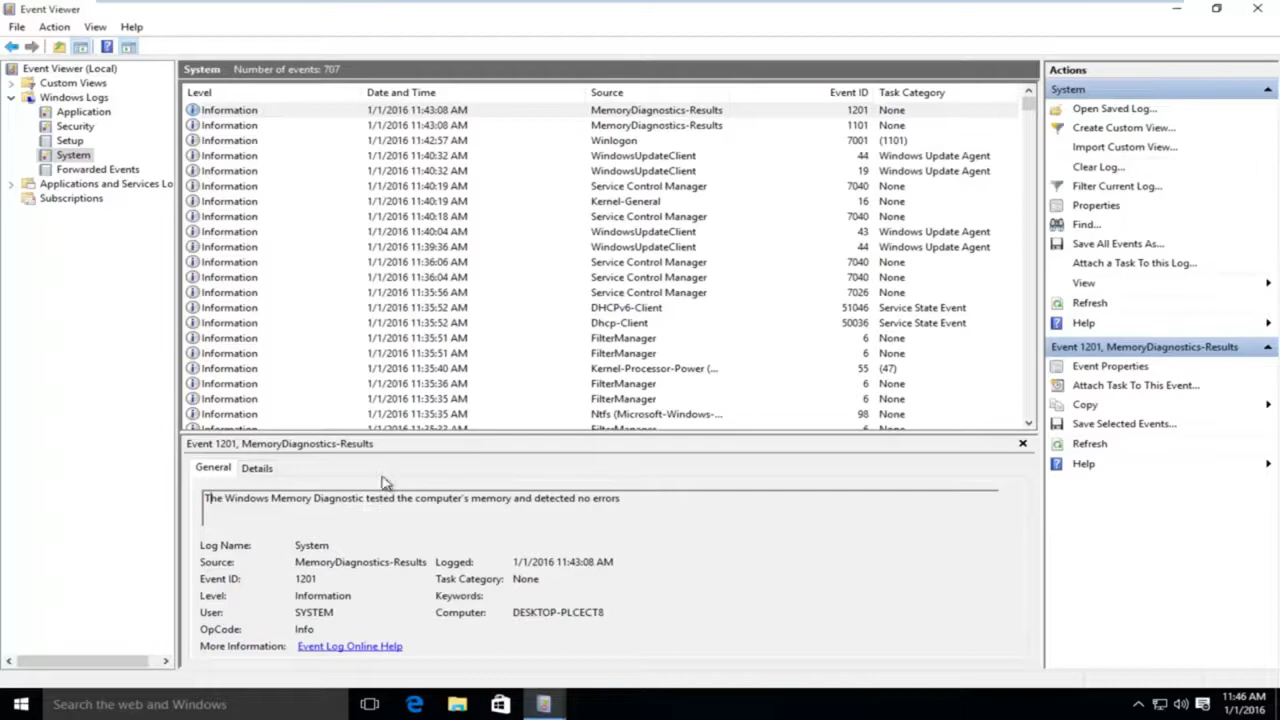 Event Viewer
File Action View Help
Event Viewer (Local)
Custom Views
Windows Logs
Application
Security
Setup
System
Forwarded Events
Applications and Services Lo
Subscriptions
System Number of events: 707
Level Date and Time Source Event ID Task Category
Information 1/1/2016 11:43:08 AM MemoryDiagnostics-Results 1201 None
Information 1/1/2016 11:43:08 AM MemoryDiagnostics-Results 1101 None
Information 1/1/2016 11:42:57 AM Winlogon 7001 (1101)
Information 1/1/2016 11:40:32 AM WindowsUpdateClient 44 Windows Update Agent
Information 1/1/2016 11:40:32 AM WindowsUpdateClient 19 Windows Update Agent
Information 1/1/2016 11:40:19 AM Service Control Manager 7040 None
Information 1/1/2016 11:40:19 AM Kernel-General 16 None
Information 1/1/2016 11:40:18 AM Service Control Manager 7040 None
Information 1/1/2016 11:40:04 AM WindowsUpdateClient 43 Windows Update Agent
Information 1/1/2016 11:39:36 AM WindowsUpdateClient 44 Windows Update Agent
Information 1/1/2016 11:36:06 AM Service Control Manager 7040 None
Information 1/1/2016 11:36:04 AM Service Control Manager 7040 None
Information 1/1/2016 11:35:56 AM Service Control Manager 7026 None
Information 1/1/2016 11:35:52 AM DHCPv6-Client 51046 Service State Event
Information 1/1/2016 11:35:52 AM Dhcp-Client 50036 Service State Event
Information 1/1/2016 11:35:51 AM FilterManager 6 None
Information 1/1/2016 11:35:51 AM FilterManager 6 None
Information 1/1/2016 11:35:40 AM Kernel-Processor-Power (... 55 (47)
Information 1/1/2016 11:35:36 AM FilterManager 6 None
Information 1/1/2016 11:35:36 AM FilterManager 6 None
Information 1/1/2016 11:35:35 AM Ntfs (Microsoft-Windows-... 98 None
Information 1/1/2016 11:35:33 AM FilterManager 6 None
Event 1201, MemoryDiagnostics-Results
General Details
The Windows Memory Diagnostic tested the computer's memory and detected no errors
Log Name: System
Source: MemoryDiagnostics-Results Logged: 1/1/2016 11:43:08 AM
Event ID: 1201 Task Category: None
Level: Information Keywords:
User: SYSTEM Computer: DESKTOP-PLCECT8
OpCode: Info
More Information: Event Log Online Help
Actions
System
Open Saved Log...
Create Custom View...
Import Custom View...
Clear Log...
Filter Current Log...
Properties
Find...
Save All Events As...
Attach a Task To this Log...
View
Refresh
Help
Event 1201, MemoryDiagnostics-Results
Event Properties
Attach Task To This Event...
Copy
Save Selected Events...
Refresh
Help
Search the web and Windows
11:46 AM
1/1/2016